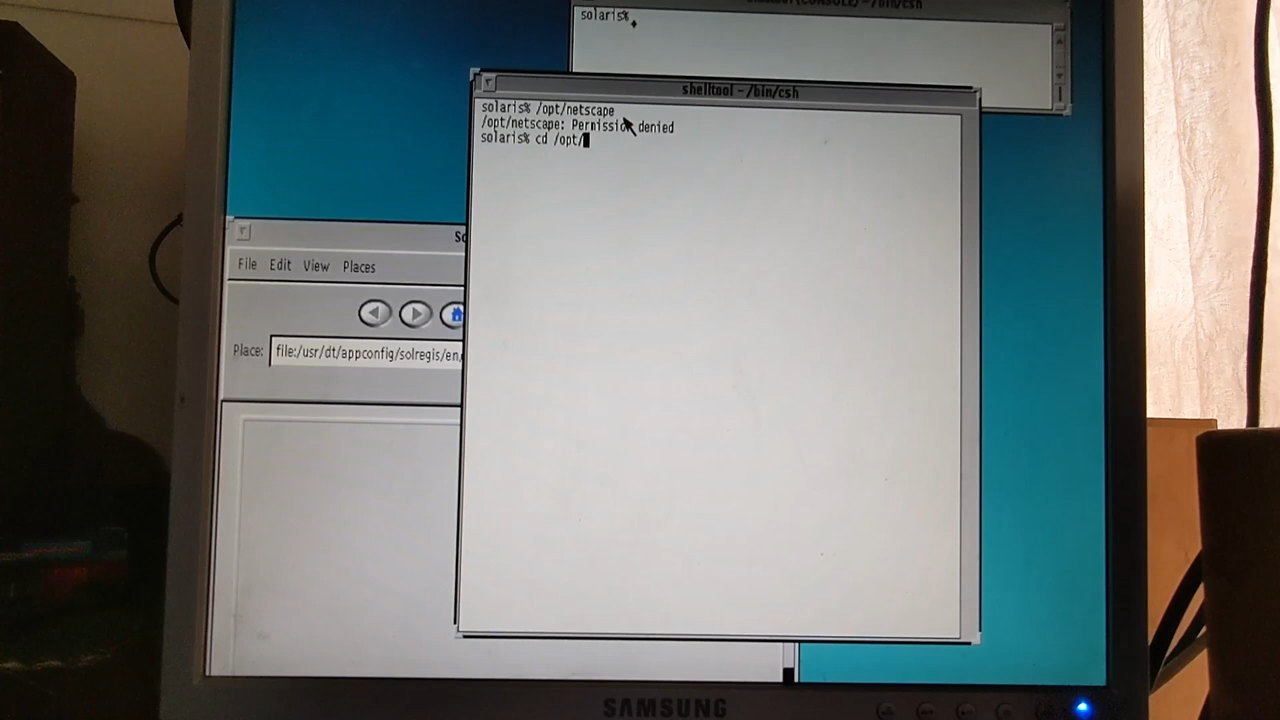 solaris%
shelltool - /bin/csh
solaris% /opt/netscape
/opt/netscape: Permission denied
solaris% cd /opt/
File Edit View Places
Place: file:/usr/dt/appconfig/solregis/en
SAMSUNG